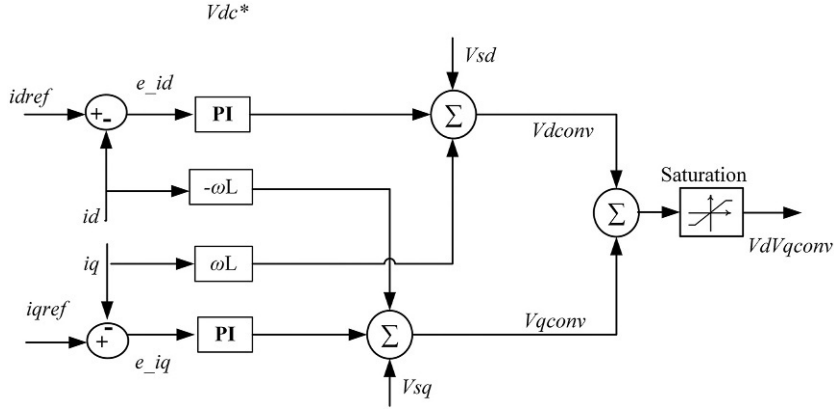 Vdc*
Vsd
e_id
idref
PI
+
-
Σ
Vdconv
-ωL
Saturation
id
Σ
iq
ωL
VdVqconv
iqref
-
+
PI
Σ
Vqconv
e_iq
Vsq